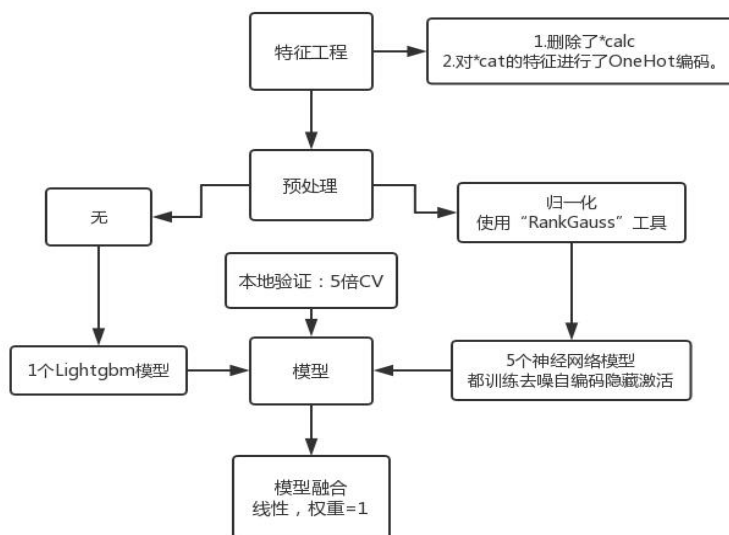 特征工程
1.删除了*calc
2.对*cat的特征进行了OneHot编码。
预处理
无
归一化
使用“RankGauss”工具
本地验证：5倍CV
1个Lightgbm模型
模型
5个神经网络模型
都训练去噪自编码隐藏激活
模型融合
线性，权重=1